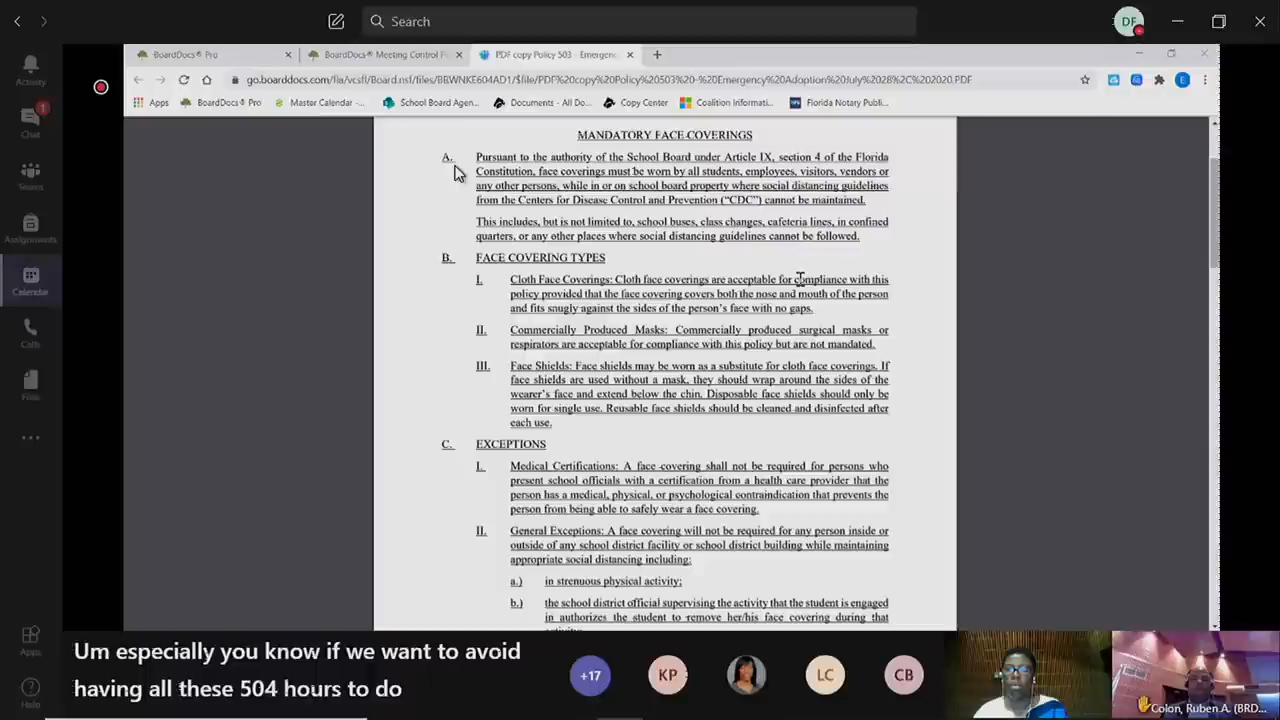 Search
DF
BoardDocs® Pro
BoardDocs® Meeting Control P
PDF copy Policy 503 - Emergenc
go.boarddocs.com/fla/vcsfl/Board.nsf/files/BBWNKE604AD1/$file/PDF%20copy%20Policy%20503%20-%20Emergency%20Adoption%20July%2028%2C%202020.PDF
Apps
BoardDocs® Pro
Master Calendar -...
School Board Agen...
Documents - All Do...
Copy Center
Coalition Informati...
Florida Notary Publi...
Activity
1
Chat
Teams
Assignments
Calendar
Calls
Files
Apps
Help
MANDATORY FACE COVERINGS
A. Pursuant to the authority of the School Board under Article IX, section 4 of the Florida
Constitution, face coverings must be worn by all students, employees, visitors, vendors or
any other persons, while in or on school board property where social distancing guidelines
from the Centers for Disease Control and Prevention (“CDC”) cannot be maintained.
This includes, but is not limited to, school buses, class changes, cafeteria lines, in confined
quarters, or any other places where social distancing guidelines cannot be followed.
B. FACE COVERING TYPES
I. Cloth Face Coverings: Cloth face coverings are acceptable for compliance with this
policy provided that the face covering covers both the nose and mouth of the person
and fits snugly against the sides of the person’s face with no gaps.
II. Commercially Produced Masks: Commercially produced surgical masks or
respirators are acceptable for compliance with this policy but are not mandated.
III. Face Shields: Face shields may be worn as a substitute for cloth face coverings. If
face shields are used without a mask, they should wrap around the sides of the
wearer’s face and extend below the chin. Disposable face shields should only be
worn for single use. Reusable face shields should be cleaned and disinfected after
each use.
C. EXCEPTIONS
I. Medical Certifications: A face covering shall not be required for persons who
present school officials with a certification from a health care provider that the
person has a medical, physical, or psychological contraindication that prevents the
person from being able to safely wear a face covering.
II. General Exceptions: A face covering will not be required for any person inside or
outside of any school district facility or school district building while maintaining
appropriate social distancing including:
a.) in strenuous physical activity;
b.) the school district official supervising the activity that the student is engaged
in authorizes the student to remove her/his face covering during that
Um especially you know if we want to avoid
having all these 504 hours to do
+17
KP
LC
CB
Colon, Ruben A. (BRD...